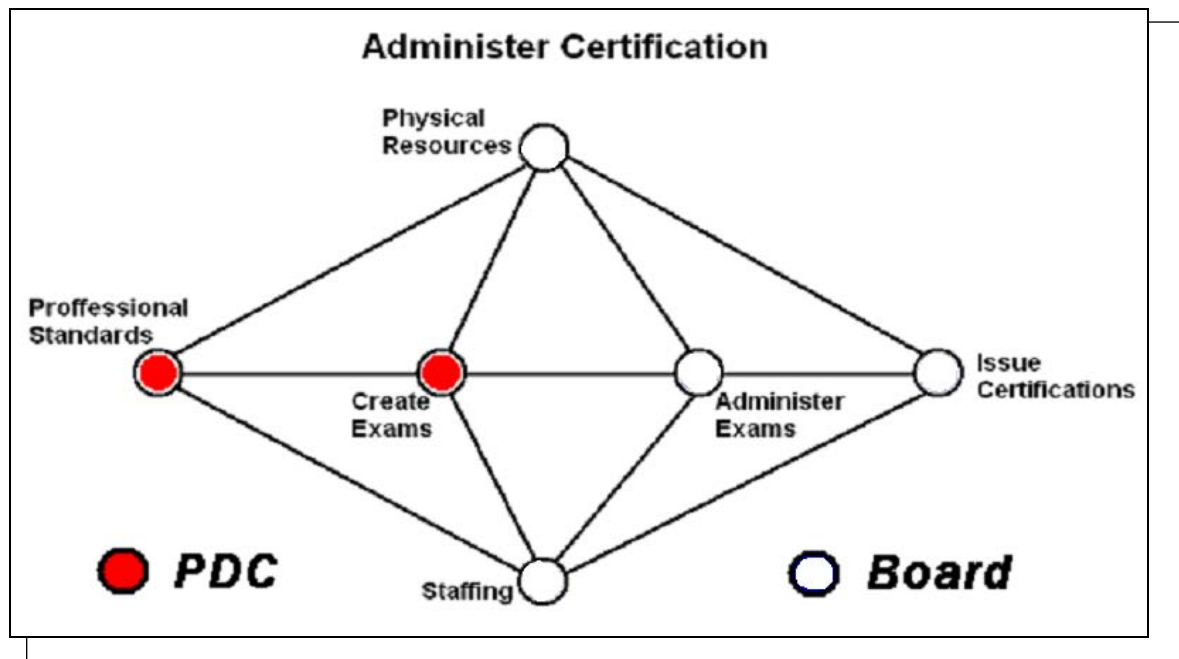 Administer Certification
Physical
Resources
Proffessional
Standards
Create
Exams
Administer
Exams
Issue
Certifications
Staffing
PDC
Board